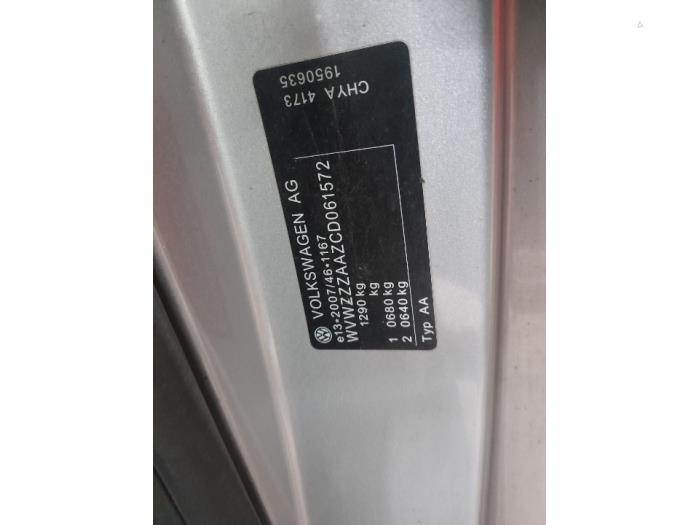 VOLKSWAGEN AG
e13*2007/46*1167
WVWZZZAAZCD061572
1290 kg
kg
1 0680 kg
2 0640 kg
Typ AA
CHYA 4173
1950635